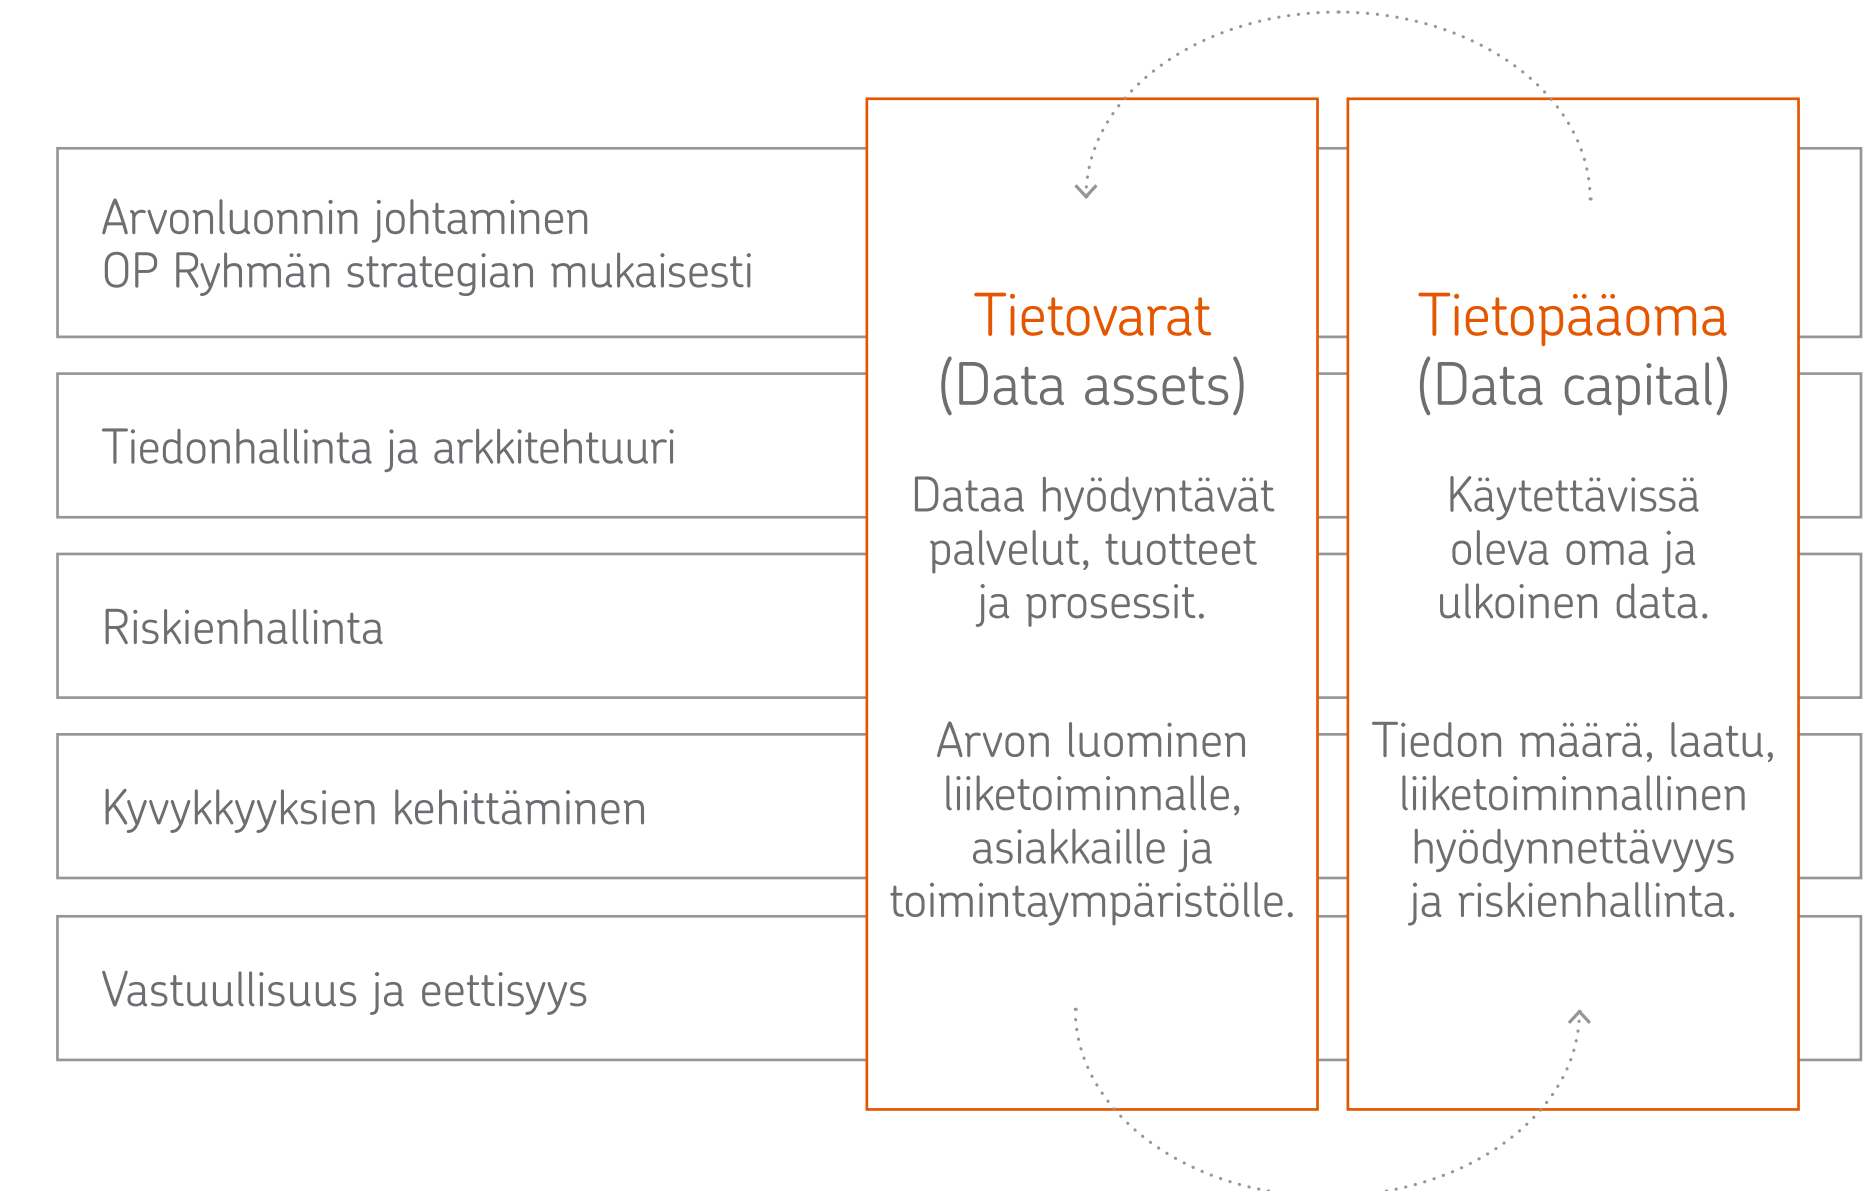 Arvonluonnin johtaminen
OP Ryhmän strategian mukaisesti
Tiedonhallinta ja arkkitehtuuri
Riskienhallinta
Kyvykkyyksien kehittäminen
Vastuullisuus ja eettisyys
Tietovarat
(Data assets)
Dataa hyödyntävät
palvelut, tuotteet
ja prosessit.
Arvon luominen
liiketoiminnalle,
asiakkaille ja
toimintaympäristölle.
Tietopääoma
(Data capital)
Käytettävissä
oleva oma ja
ulkoinen data.
Tiedon määrä, laatu,
liiketoiminnallinen
hyödynnettävyys
ja riskienhallinta.